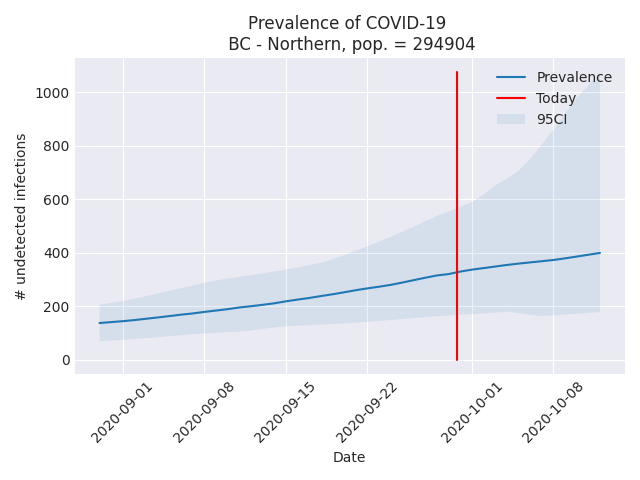 Prevalence of COVID-19
BC - Northern, pop. = 294904
Prevalence
Today
95CI
# undetected infections
1000
800
600
400
200
0
2020-09-01
2020-09-08
2020-09-15
2020-09-22
2020-10-01
2020-10-08
Date